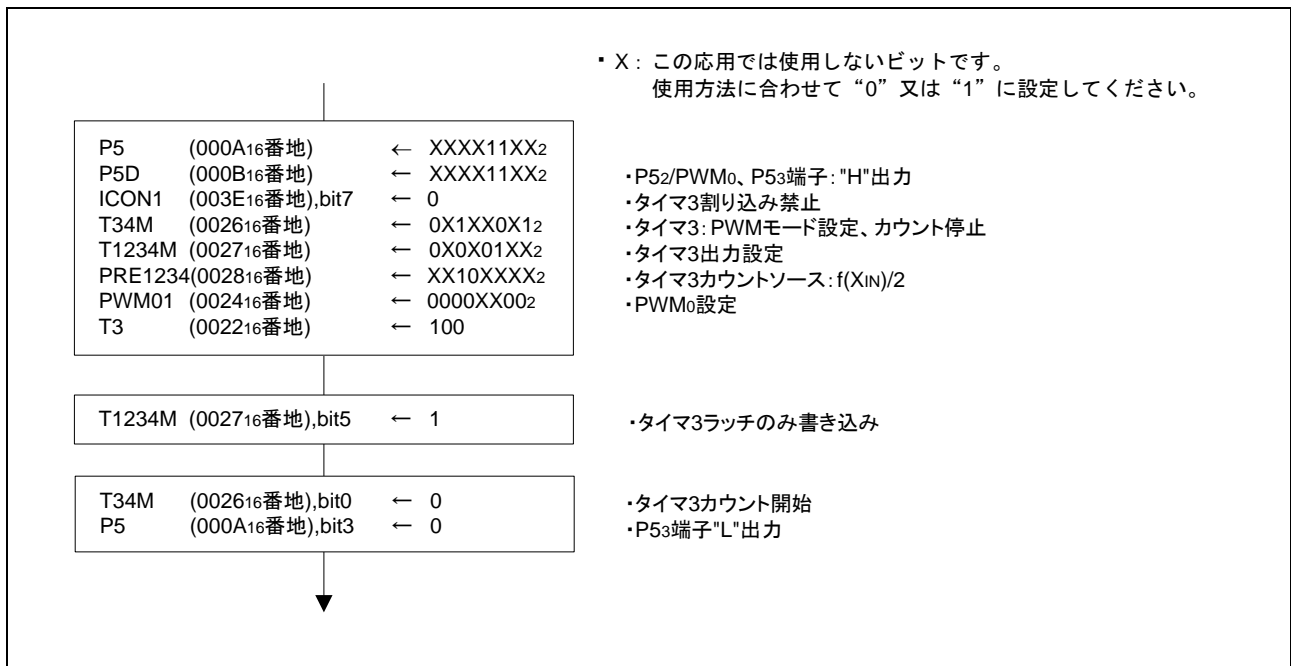 ・ X : この応用では使用しないビットです。
使用方法に合わせて“0”又は“1”に設定してください。
P5 (000A16番地) ← XXXX11XX2
P5D (000B16番地) ← XXXX11XX2 ・P52/PWM0、P53端子:"H"出力
ICON1 (003E16番地),bit7 ← 0 ・タイマ3割り込み禁止
T34M (002616番地) ← 0X1XX0X12 ・タイマ3:PWMモード設定、カウント停止
T1234M (002716番地) ← 0X0X01XX2 ・タイマ3出力設定
PRE1234(002816番地) ← XX10XXXX2 ・タイマ3カウントソース:f(XIN)/2
PWM01 (002416番地) ← 0000XX002 ・PWM0設定
T3 (002216番地) ← 100
T1234M (002716番地),bit5 ← 1 ・タイマ3ラッチのみ書き込み
T34M (002616番地),bit0 ← 0 ・タイマ3カウント開始
P5 (000A16番地),bit3 ← 0 ・P53端子"L"出力